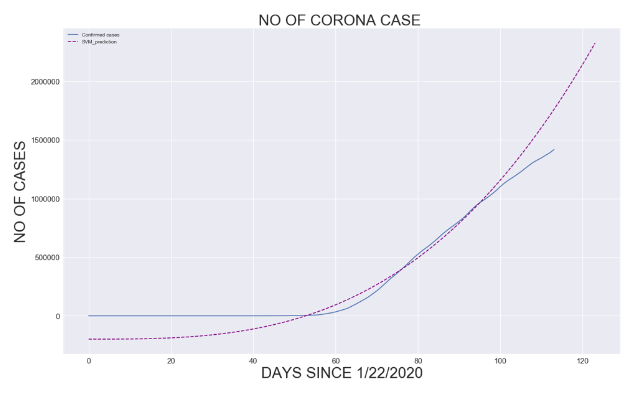 NO OF CORONA CASE
Confirmed cases
SVM_prediction
2000000
1500000
1000000
500000
0
NO OF CASES
0 20 40 60 80 100 120
DAYS SINCE 1/22/2020